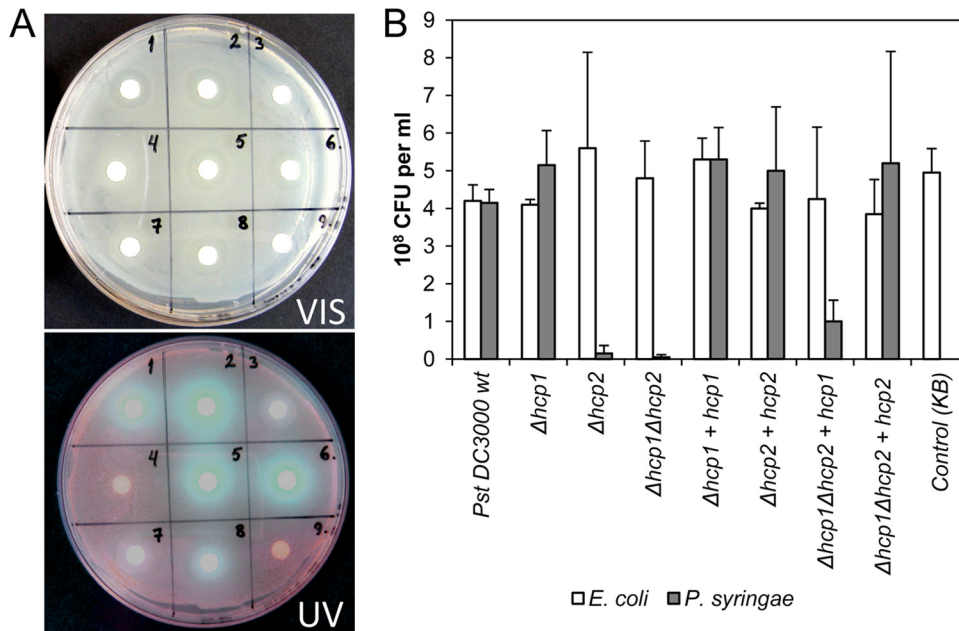 A
1 2 3
4 5 6.
7 8 9.
VIS
1 2 3
4 5 6.
7 8 9.
UV
B
10⁸ CFU per ml
9
8
7
6
5
4
3
2
1
0
Pst DC3000 wt
Δhcp1
Δhcp2
Δhcp1Δhcp2
Δhcp1 + hcp1
Δhcp2 + hcp2
Δhcp1Δhcp2 + hcp1
Δhcp1Δhcp2 + hcp2
Control (KB)
E. coli P. syringae